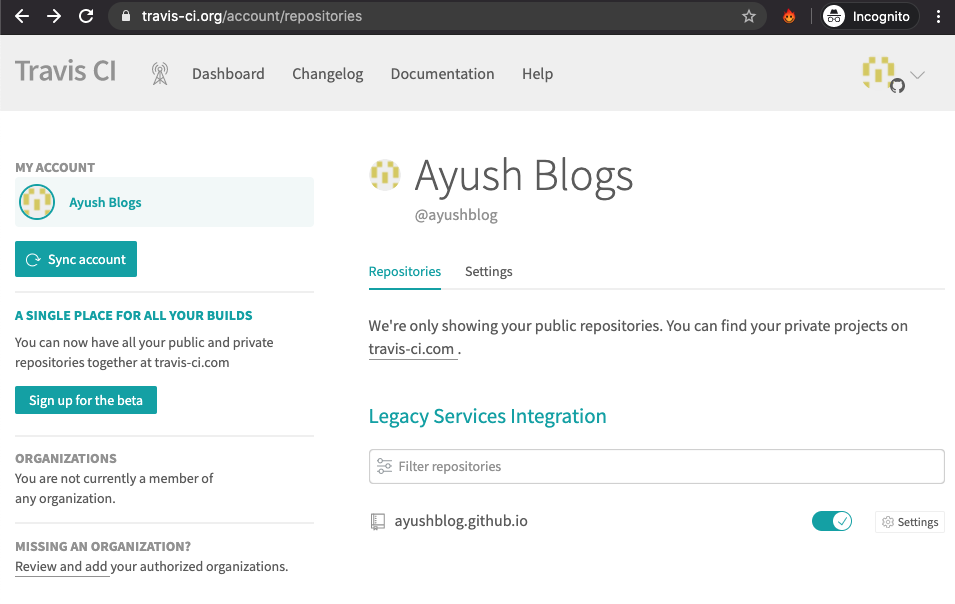 travis-ci.org/account/repositories
Incognito
Travis CI
Dashboard Changelog Documentation Help
MY ACCOUNT
Ayush Blogs
Sync account
A SINGLE PLACE FOR ALL YOUR BUILDS
You can now have all your public and private
repositories together at travis-ci.com
Sign up for the beta
ORGANIZATIONS
You are not currently a member of
any organization.
MISSING AN ORGANIZATION?
Review and add your authorized organizations.
Ayush Blogs
@ayushblog
Repositories Settings
We're only showing your public repositories. You can find your private projects on
travis-ci.com .
Legacy Services Integration
Filter repositories
ayushblog.github.io
Settings